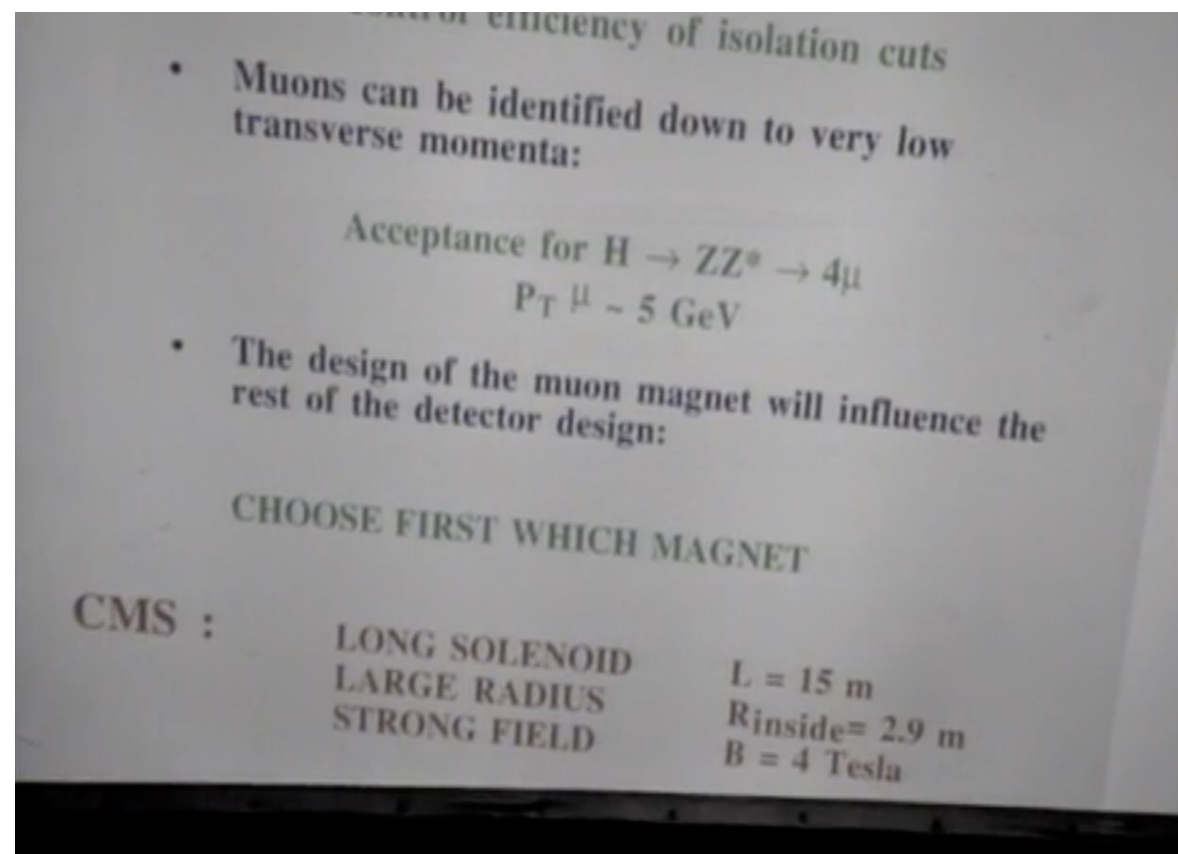 efficiency of isolation cuts
• Muons can be identified down to very low
transverse momenta:
Acceptance for H → ZZ* → 4μ
PT μ ~ 5 GeV
• The design of the muon magnet will influence the
rest of the detector design:
CHOOSE FIRST WHICH MAGNET
CMS :
LONG SOLENOID L = 15 m
LARGE RADIUS Rinside= 2.9 m
STRONG FIELD B = 4 Tesla